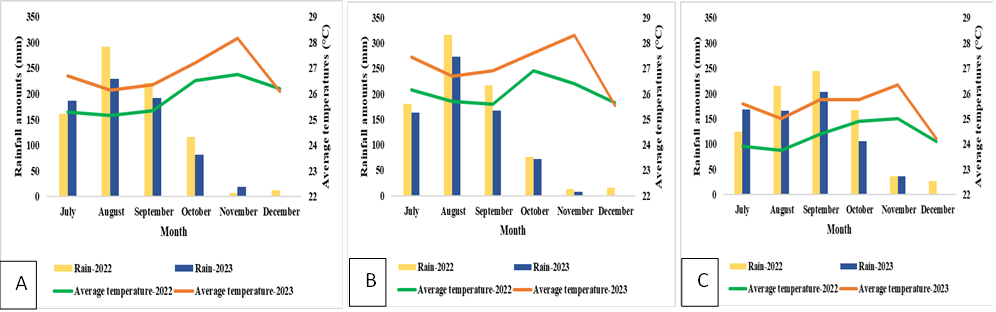 Rainfall amounts (mm)
350
300
250
200
150
100
50
0
29
28
27
26
25
24
23
22
Average temperatures (°C)
July August September October November December
Month
Rain-2022 Rain-2023
Average temperature-2022 Average temperature-2023
A
Rainfall amounts (mm)
350
300
250
200
150
100
50
0
29
28
27
26
25
24
23
22
Average temperatures (°C)
July August September October November December
Month
Rain-2022 Rain-2023
Average temperature-2022 Average temperature-2023
B
Rainfall amounts (mm)
350
300
250
200
150
100
50
0
29
28
27
26
25
24
23
22
Average temperatures (°C)
July August September October November December
Month
Rain-2022 Rain-2023
Average temperature-2022 Average temperature-2023
C